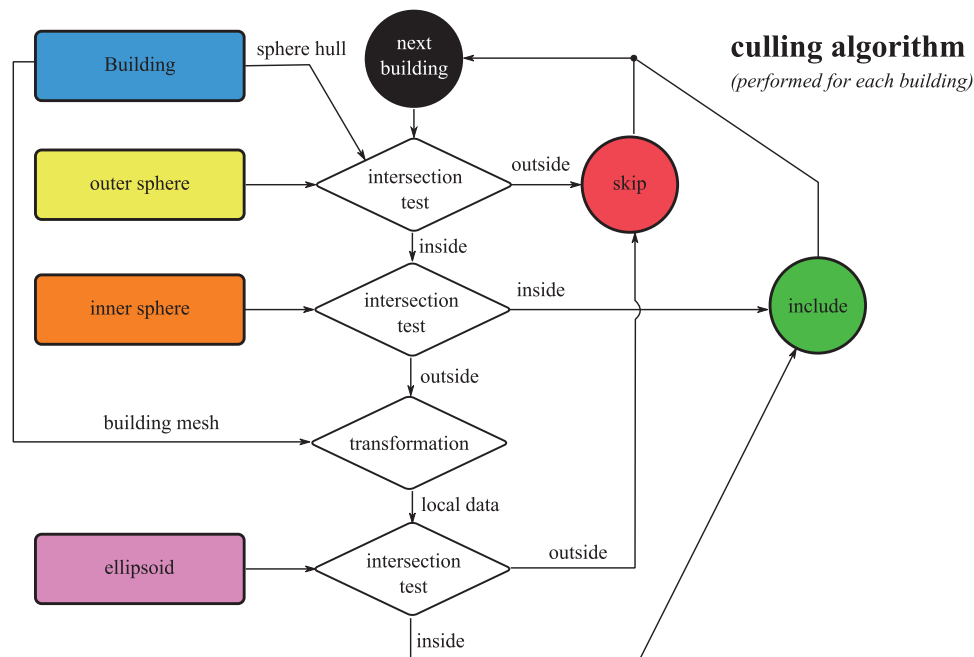 culling algorithm
(performed for each building)
next
building
Building
sphere hull
outer sphere
intersection
test
outside
skip
inside
inner sphere
intersection
test
inside
include
outside
building mesh
transformation
local data
ellipsoid
intersection
test
outside
inside